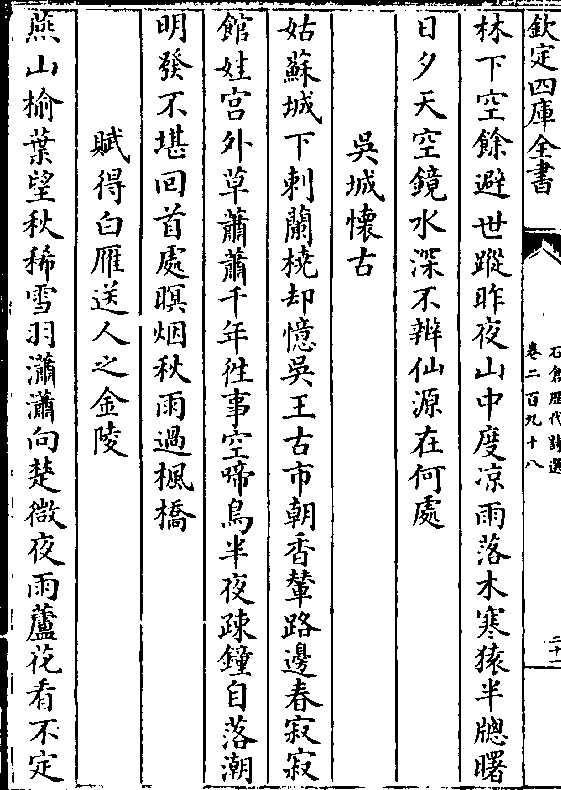 欽定四庫全書
石倉歷代詩選
卷二百九十八
二十二
林下空餘避世蹤昨夜山中度凉雨落木寒猿半牎曙
日夕天空鏡水深不辨仙源在何處
吳城懷古
姑蘇城下刺蘭橈却憶吳王古市朝香輦路邊春寂寂
館娃宫外草蕭蕭千年徃事空啼鳥半夜疎鐘自落潮
明發不堪回首處暝烟秋雨過楓橋
賦得白雁送人之金陵
燕山榆葉望秋稀雪羽瀟瀟向楚微夜雨蘆花看不定